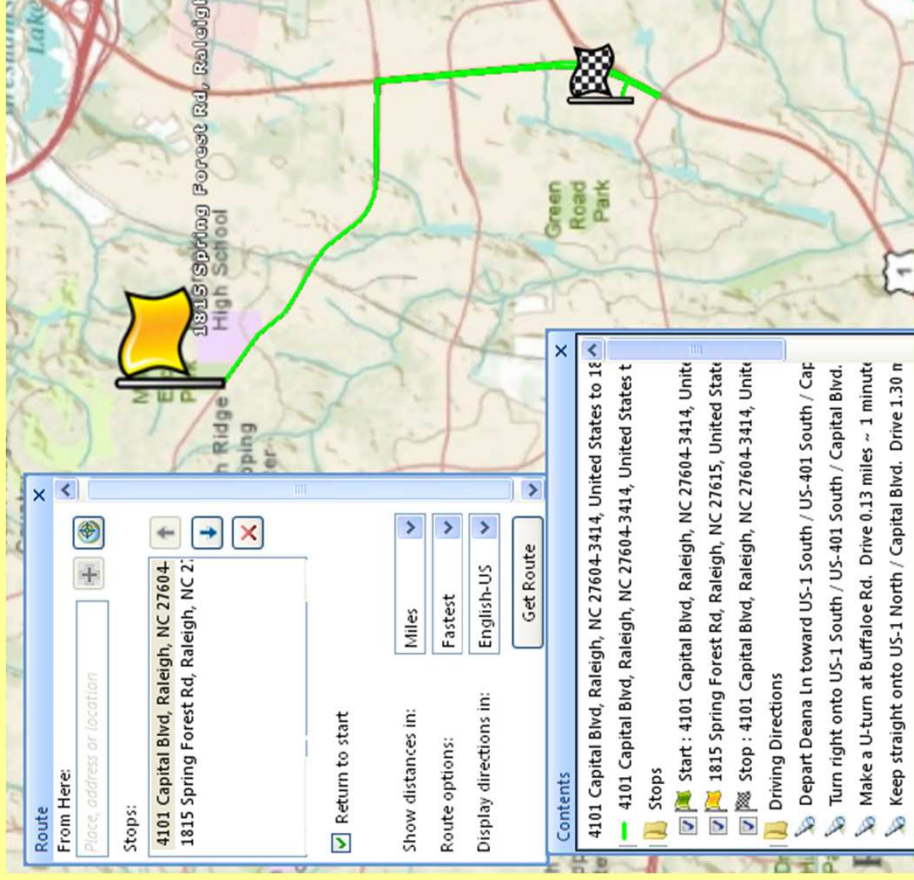 Route
From Here:
Place, address or location
Stops:
4101 Capital Blvd, Raleigh, NC 27604-
1815 Spring Forest Rd, Raleigh, NC 2
Return to start
Show distances in:
Miles
Route options:
Fastest
Display directions in:
English-US
Get Route
Contents
4101 Capital Blvd, Raleigh, NC 27604-3414, United States to 18
4101 Capital Blvd, Raleigh, NC 27604-3414, United States t
Stops
Start : 4101 Capital Blvd, Raleigh, NC 27604-3414, Unite
1815 Spring Forest Rd, Raleigh, NC 27615, United State
Stop : 4101 Capital Blvd, Raleigh, NC 27604-3414, Unite
Driving Directions
Depart Deana Ln toward US-1 South / US-401 South / Cap
Turn right onto US-1 South / US-401 South / Capital Blvd.
Make a U-turn at Buffaloe Rd. Drive 0.13 miles ~ 1 minute
Keep straight onto US-1 North / Capital Blvd. Drive 1.30 m
1815 Spring Forest Rd, Raleigh
High School
Ridge
Green
Road
Park
Lake
1